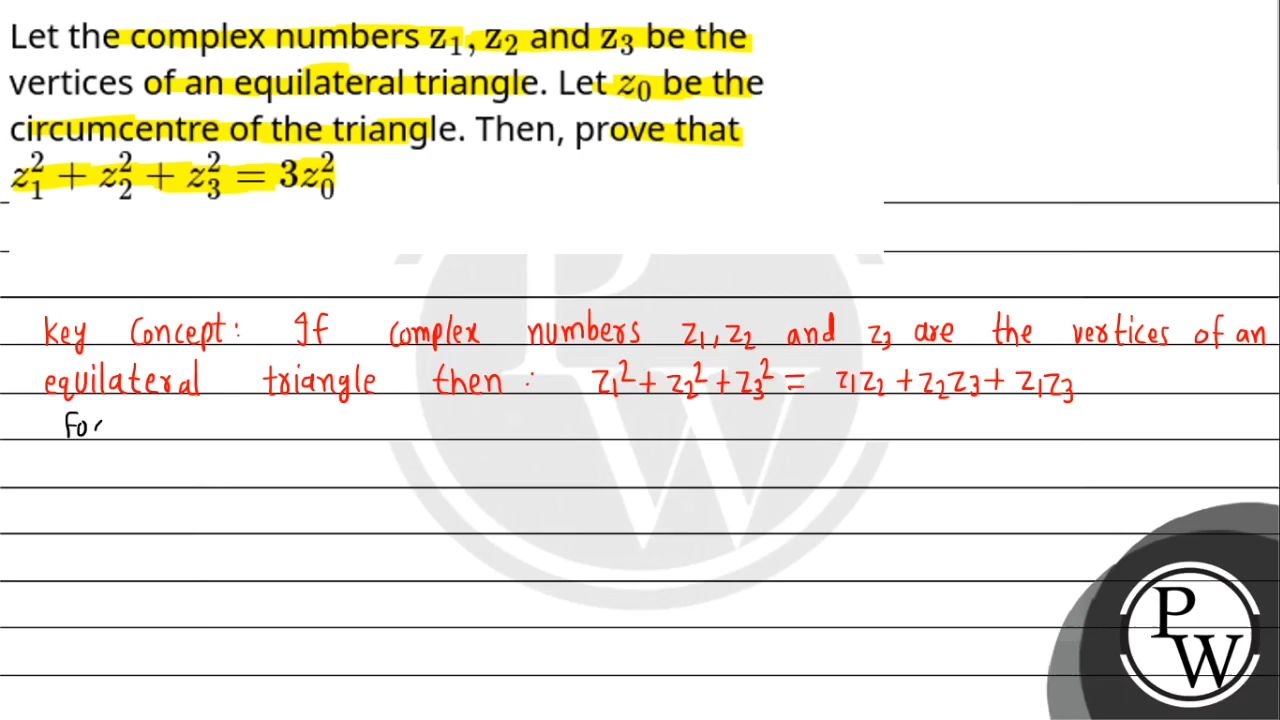 Let the complex numbers z₁, z₂ and z₃ be the
vertices of an equilateral triangle. Let z₀ be the
circumcentre of the triangle. Then, prove that
z₁² + z₂² + z₃² = 3z₀²
Key Concept: If complex numbers z₁, z₂ and z₃ are the vertices of an
equilateral triangle then : z₁² + z₂² + z₃² = z₁z₂ + z₂z₃ + z₁z₃
For
P
W
P
W